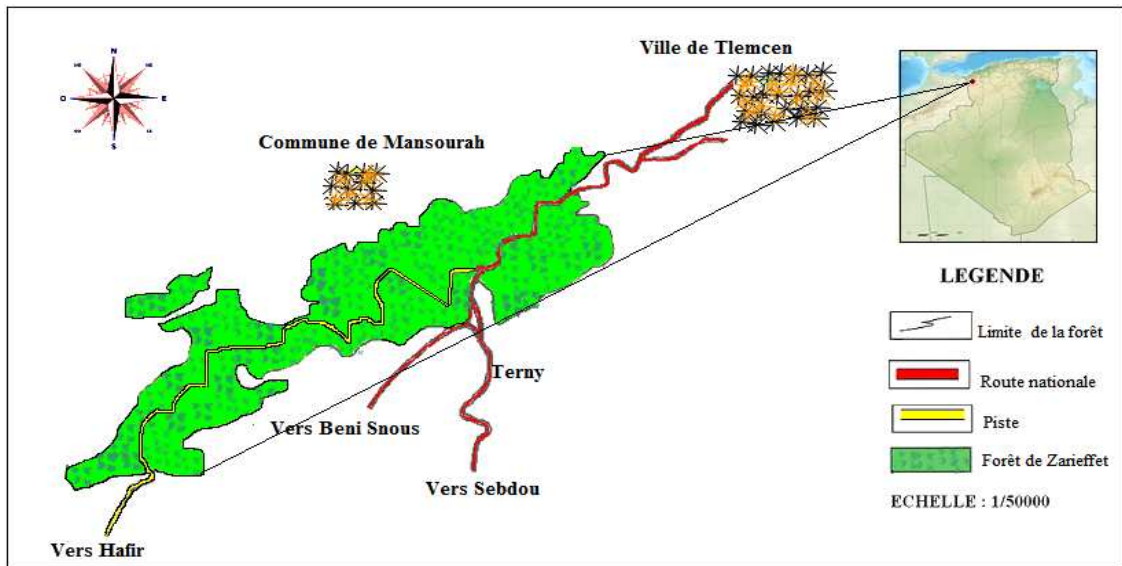 Ville de Tlemcen
N
Commune de Mansourah
O
E
S
LEGENDE
Limite de la forêt
Terny
Route nationale
Vers Beni Snous
Piste
Forêt de Zarieffet
Vers Sebdou
ECHELLE : 1/50000
Vers Hafir